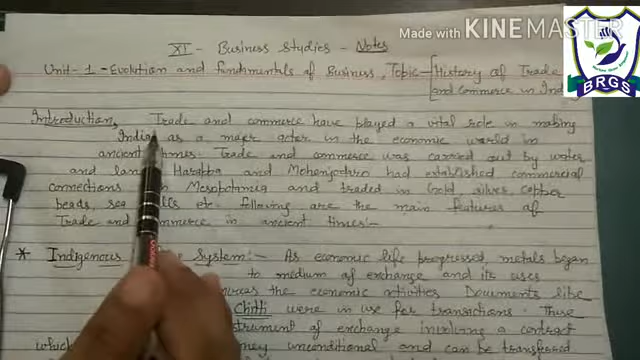 Made with KINEMASTER
XI - Business Studies - Notes
BRGS
Unit-1 - Evolution and fundamentals of Business, Topic - History of Trade
and commerce in Ind
Introduction, Trade and commerce have played a vital role in making
India as a major actor in the economic world in
ancient times. Trade and commerce was carried out by water
and land. Harappa and Mohenjodaro had established commercial
connections Mesopotamia and traded in Gold, silver, copper
beads, sea etc. following are the main features of
Trade and commerce in ancient times:-
* Indigenous System:- As economic life progressed, metals began
to medium of exchange and its uses
the economic activities Documents like
Chitti were in use for transactions. These
instrument of exchange involving a contract
which unconditional and can be transferred